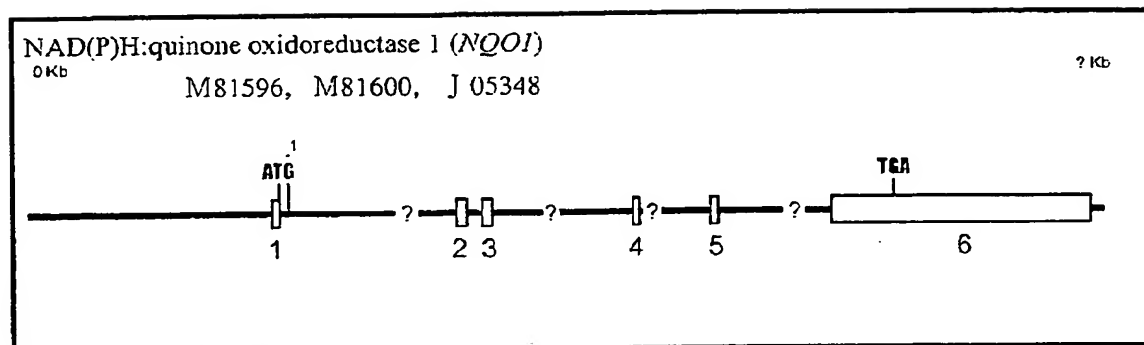 NAD(P)H:quinone oxidoreductase 1 (NQO1)
0 Kb
? Kb
M81596, M81600, J 05348
1
ATG
TGA
? ? ? ?
1 2 3 4 5 6